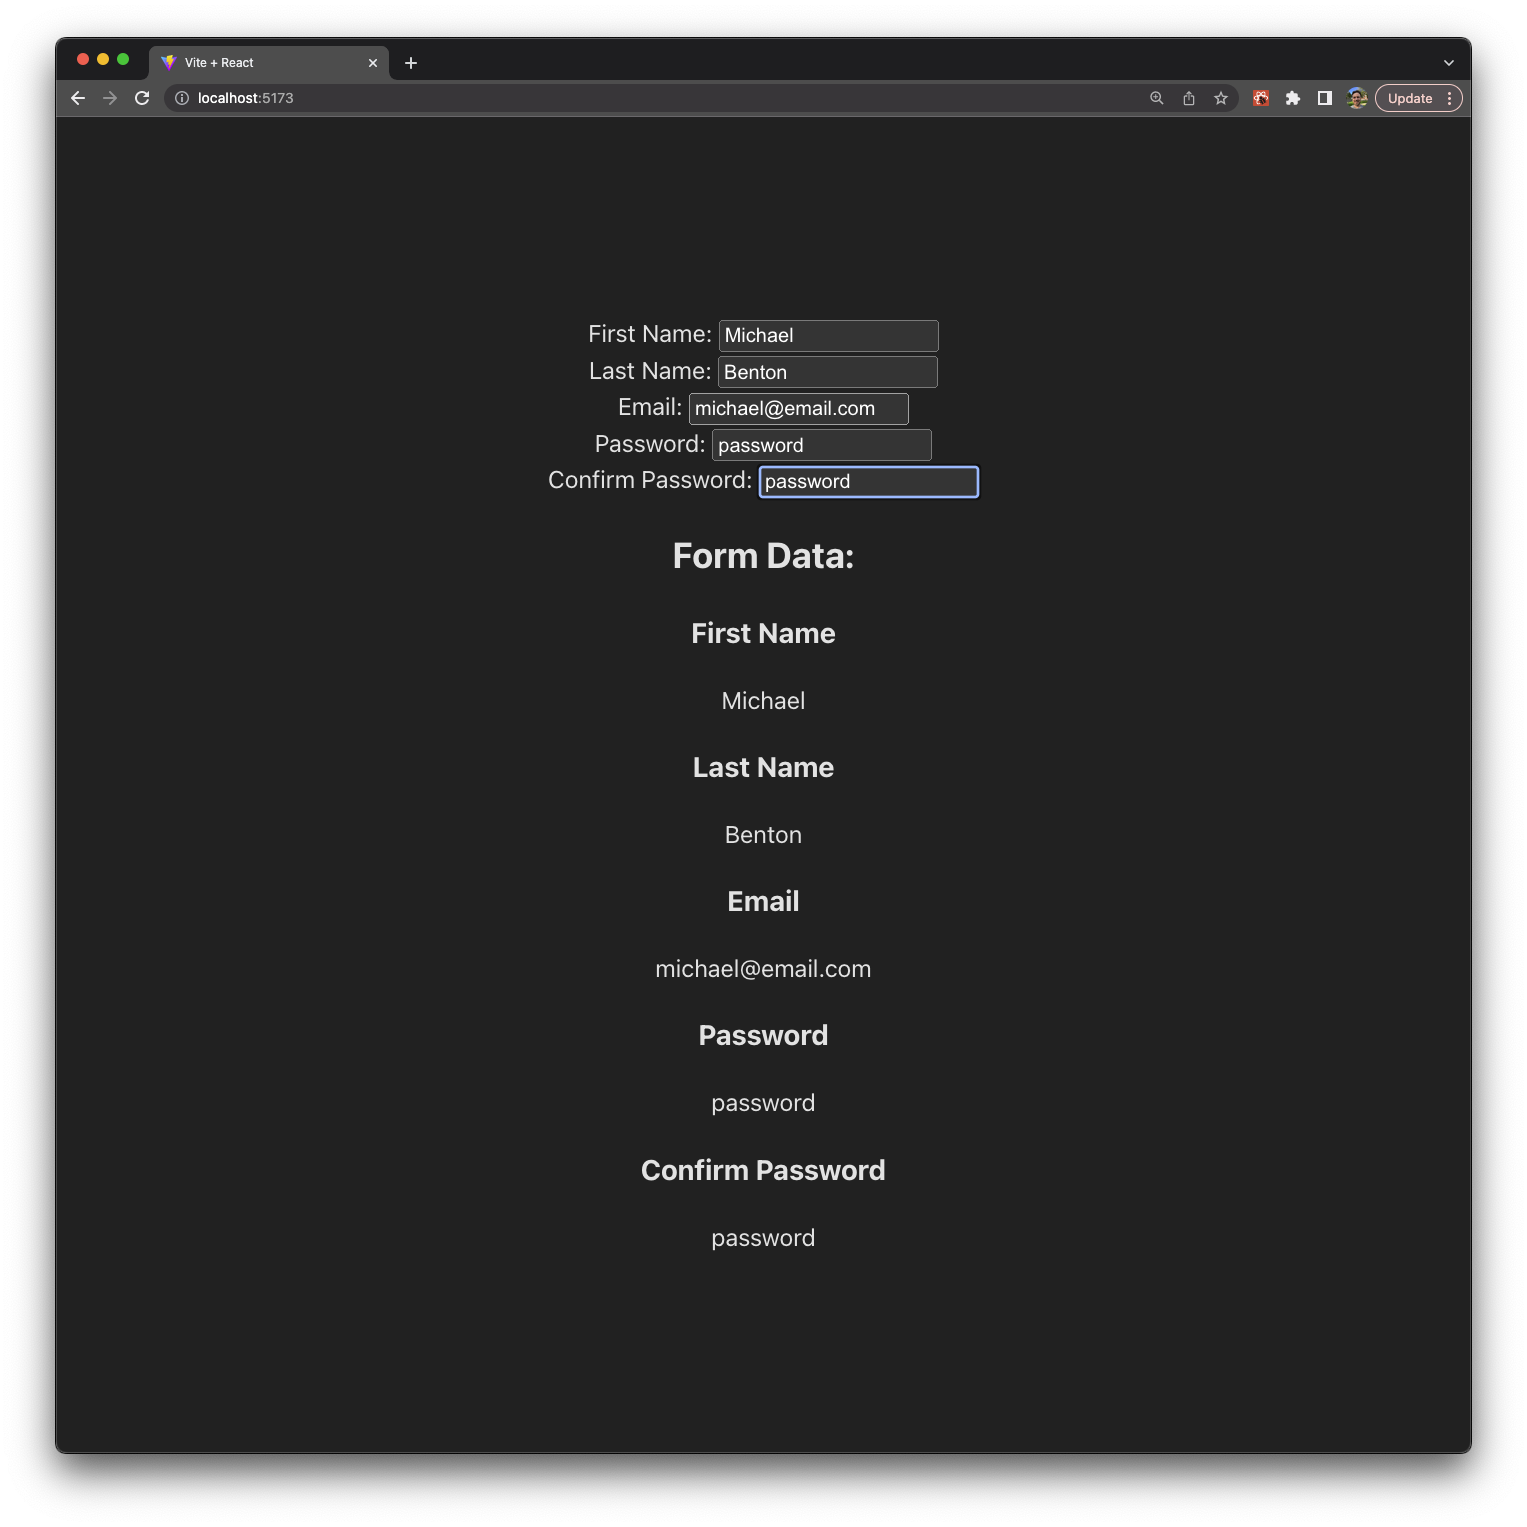 Vite + React
localhost:5173
Update
First Name: Michael
Last Name: Benton
Email: michael@email.com
Password: password
Confirm Password: password
Form Data:
First Name
Michael
Last Name
Benton
Email
michael@email.com
Password
password
Confirm Password
password